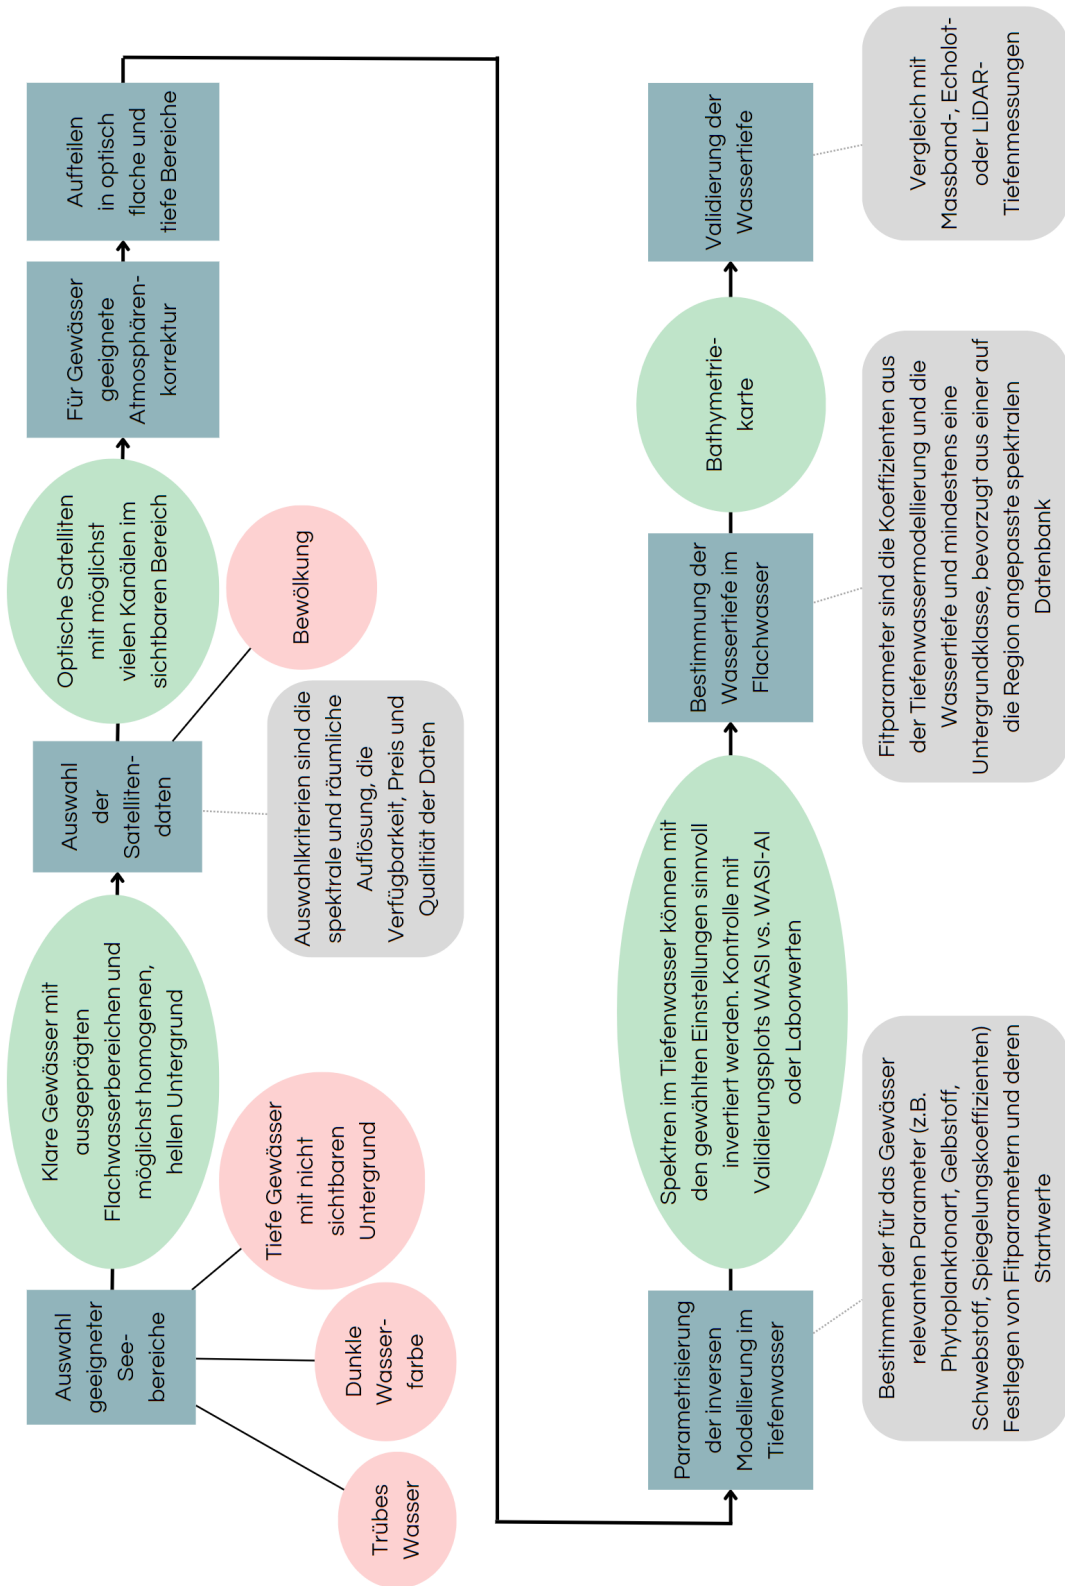 Auswahl
geeigneter
See-
bereiche
Trübes
Wasser
Dunkle
Wasser-
farbe
Tiefe Gewässer
mit nicht
sichtbaren
Untergrund
Klare Gewässer mit
ausgeprägten
Flachwasserbereichen und
möglichst homogenen,
hellen Untergrund
Auswahl
der
Satelliten-
daten
Auswahlkriterien sind die
spektrale und räumliche
Auflösung, die
Verfügbarkeit, Preis und
Qualität der Daten
Bewölkung
Optische Satelliten
mit möglichst
vielen Kanälen im
sichtbaren Bereich
Für Gewässer
geeignete
Atmosphären-
korrektur
Aufteilen
in optisch
flache und
tiefe Bereiche
Parametrisierung
der inversen
Modellierung im
Tiefenwasser
Bestimmen der für das Gewässer
relevanten Parameter (z.B.
Phytoplanktonart, Gelbstoff,
Schwebstoff, Spiegelungskoeffizienten)
Festlegen von Fitparametern und deren
Startwerte
Spektren im Tiefenwasser können mit
den gewählten Einstellungen sinnvoll
invertiert werden. Kontrolle mit
Validierungsplots WASI vs. WASI-AI
oder Laborwerten
Bestimmung der
Wassertiefe im
Flachwasser
Fitparameter sind die Koeffizienten aus
der Tiefenwassermodellierung und die
Wassertiefe und mindestens eine
Untergrundklasse, bevorzugt aus einer auf
die Region angepasste spektralen
Datenbank
Bathymetrie-
karte
Validierung der
Wassertiefe
Vergleich mit
Massband-, Echolot-
oder LiDAR-
Tiefenmessungen